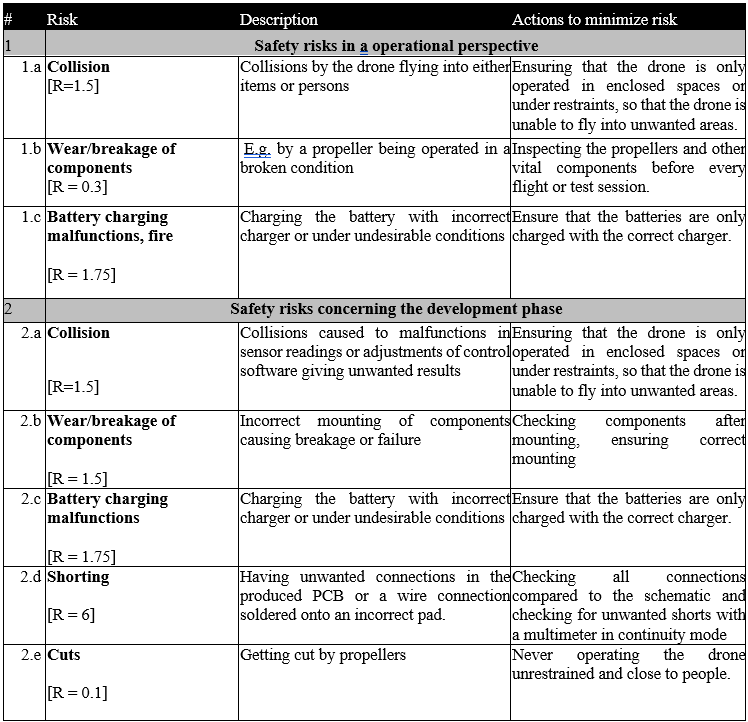 # Risk Description Actions to minimize risk
1 Safety risks in a operational perspective
1.a Collision
[R=1.5]
Collisions by the drone flying into either
items or persons
Ensuring that the drone is only
operated in enclosed spaces or
under restraints, so that the drone is
unable to fly into unwanted areas.
1.b Wear/breakage of
components
[R = 0.3]
E.g. by a propeller being operated in a
broken condition
Inspecting the propellers and other
vital components before every
flight or test session.
1.c Battery charging
malfunctions, fire
[R = 1.75]
Charging the battery with incorrect
charger or under undesirable conditions
Ensure that the batteries are only
charged with the correct charger.
2 Safety risks concerning the development phase
2.a Collision
[R=1.5]
Collisions caused to malfunctions in
sensor readings or adjustments of control
software giving unwanted results
Ensuring that the drone is only
operated in enclosed spaces or
under restraints, so that the drone is
unable to fly into unwanted areas.
2.b Wear/breakage of
components
[R = 1.5]
Incorrect mounting of components
causing breakage or failure
Checking components after
mounting, ensuring correct
mounting
2.c Battery charging
malfunctions
[R = 1.75]
Charging the battery with incorrect
charger or under undesirable conditions
Ensure that the batteries are only
charged with the correct charger.
2.d Shorting
[R = 6]
Having unwanted connections in the
produced PCB or a wire connection
soldered onto an incorrect pad.
Checking all connections
compared to the schematic and
checking for unwanted shorts with
a multimeter in continuity mode
2.e Cuts
[R = 0.1]
Getting cut by propellers
Never operating the drone
unrestrained and close to people.